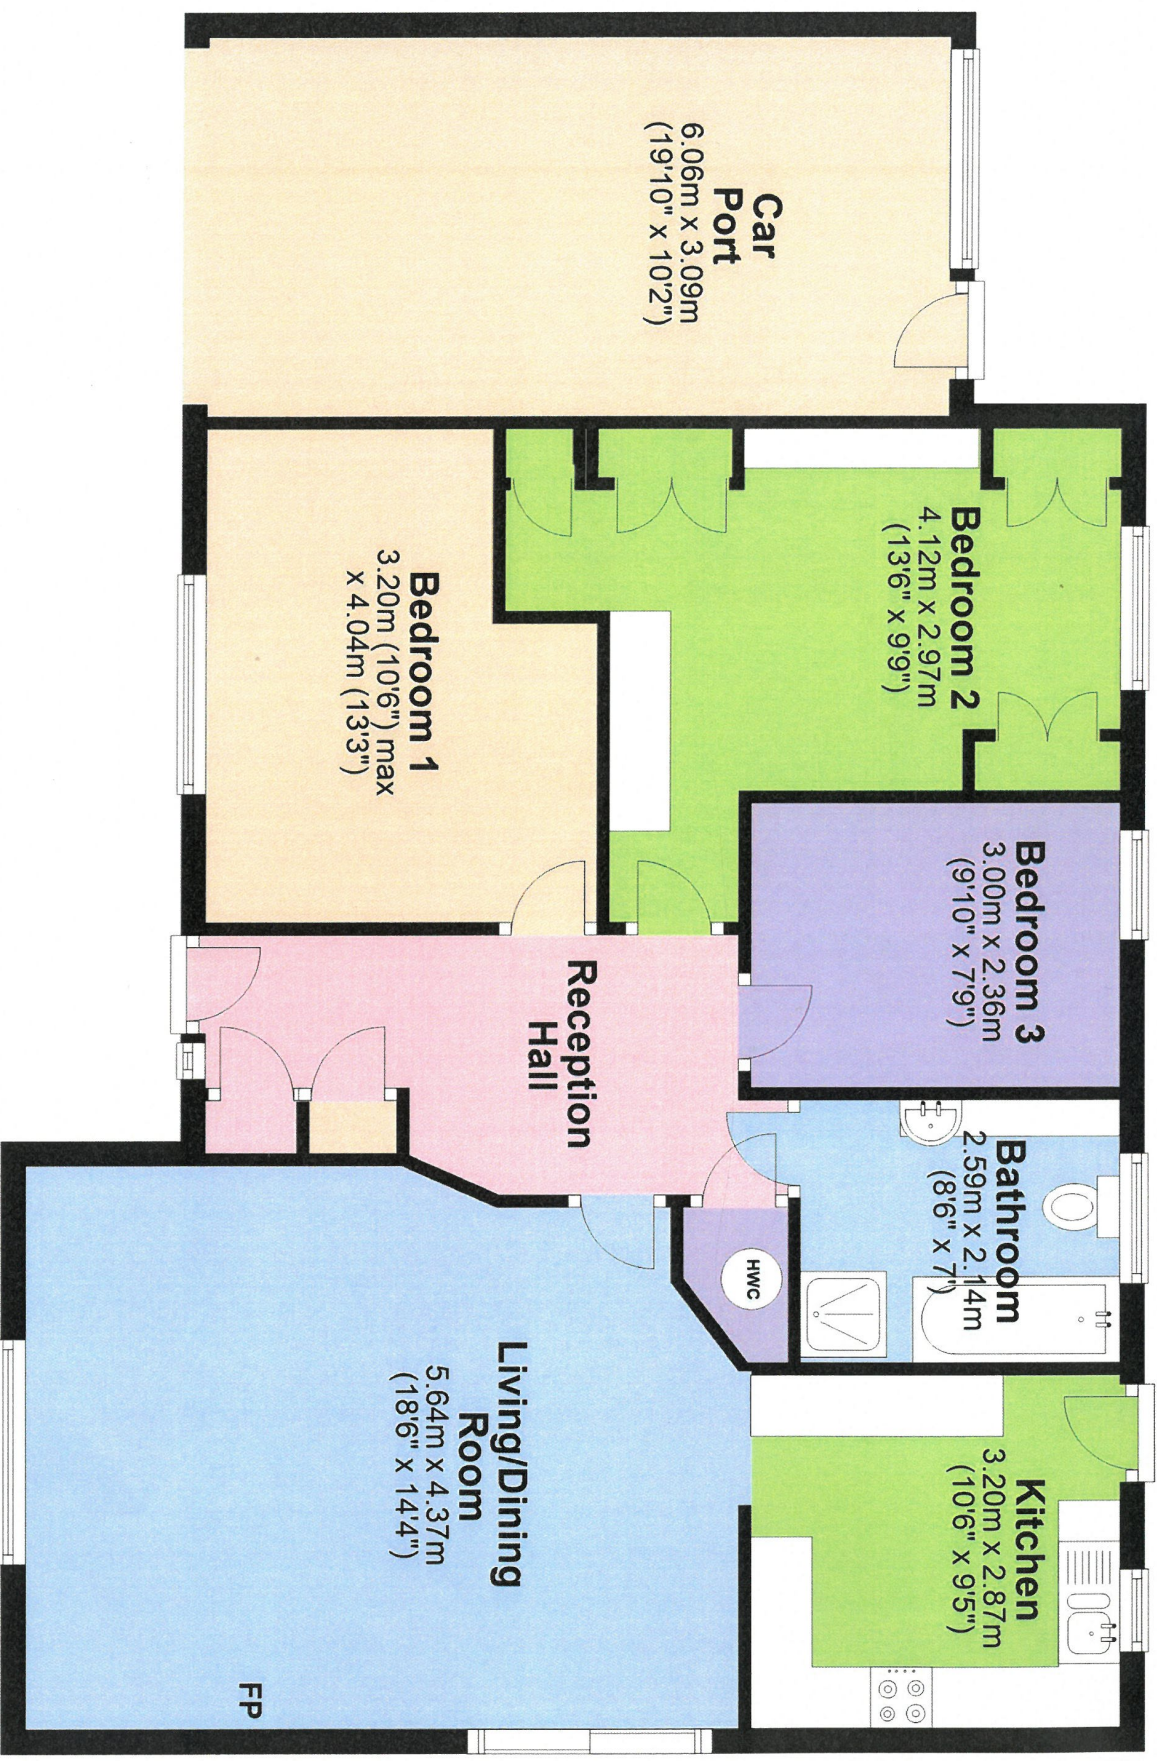 Car
Port
6.06m x 3.09m
(19'10" x 10'2")
Bedroom 2
4.12m x 2.97m
(13'6" x 9'9")
Bedroom 1
3.20m (10'6") max
x 4.04m (13'3")
Bedroom 3
3.00m x 2.36m
(9'10" x 7'9")
Reception
Hall
Bathroom
2.59m x 2.14m
(8'6" x 7')
HWC
Living/Dining
Room
5.64m x 4.37m
(18'6" x 14'4")
Kitchen
3.20m x 2.87m
(10'6" x 9'5")
FP